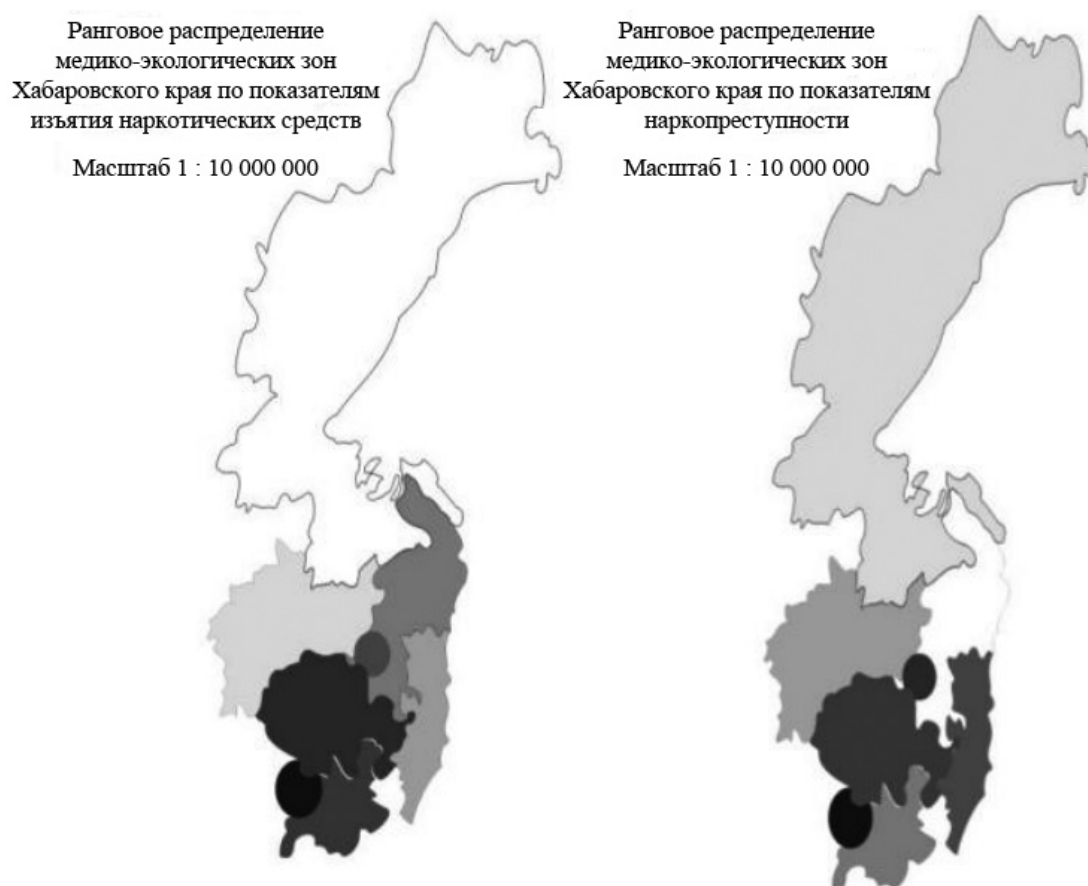 Ранговое распределение
медико-экологических зон
Хабаровского края по показателям
изъятия наркотических средств
Масштаб 1 : 10 000 000
Ранговое распределение
медико-экологических зон
Хабаровского края по показателям
наркопреступности
Масштаб 1 : 10 000 000